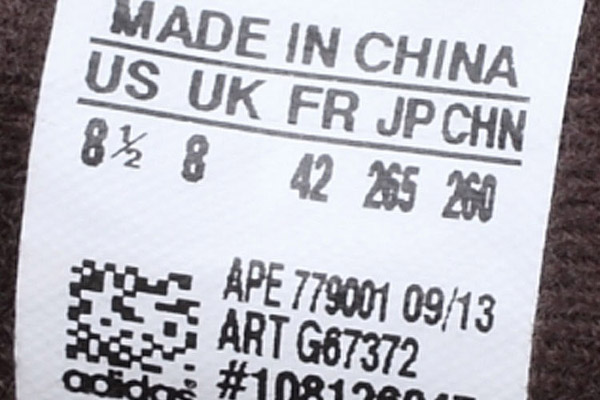 MADE IN CHINA
US UK FR JP CHN
8½ 8 42 265 260
APE 779001 09/13
ART G67372
adidas